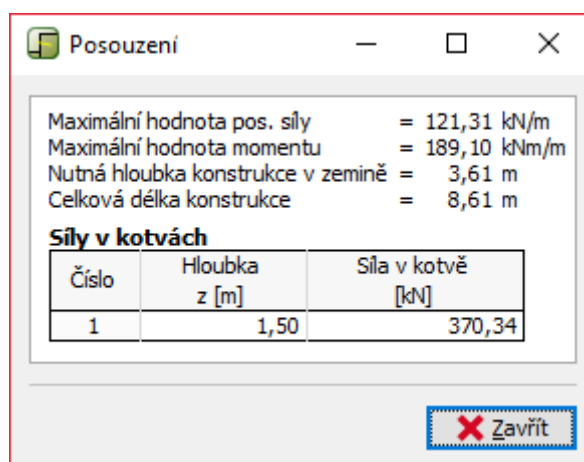 Posouzení
Maximální hodnota pos. síly = 121,31 kN/m
Maximální hodnota momentu = 189,10 kNm/m
Nutná hloubka konstrukce v zemině = 3,61 m
Celková délka konstrukce = 8,61 m
Síly v kotvách
Číslo Hloubka Síla v kotvě
z [m] [kN]
1 1,50 370,34
Zavřít